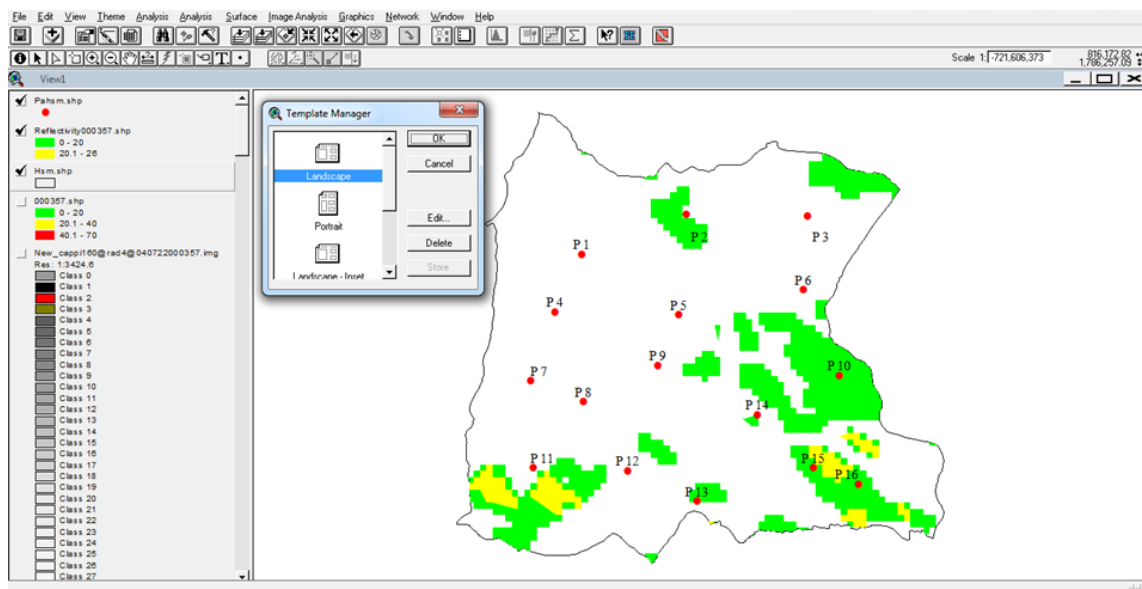 File Edit View Theme Analysis Analysis Surface Image Analysis Graphics Network Window Help
Scale 1: -721,606,373
816,172.82
1,786,257.09
View1
Pahsm.shp
Reflectivity000357.shp
0 - 20
20.1 - 26
Hsm.shp
000357.shp
0 - 20
20.1 - 40
40.1 - 70
New_cappi160@rad4@040722000357.img
Res: 1:3424.6
Class 0
Class 1
Class 2
Class 3
Class 4
Class 5
Class 6
Class 7
Class 8
Class 9
Class 10
Class 11
Class 12
Class 13
Class 14
Class 15
Class 16
Class 17
Class 18
Class 19
Class 20
Class 21
Class 22
Class 23
Class 24
Class 25
Class 26
Class 27
Template Manager
Landscape
Portrait
Landscape - Inset
OK
Cancel
Edit...
Delete
Store
P 1
P 2
P 3
P 4
P 5
P 6
P 7
P 8
P 9
P 10
P 11
P 12
P 13
P 14
P 15
P 16